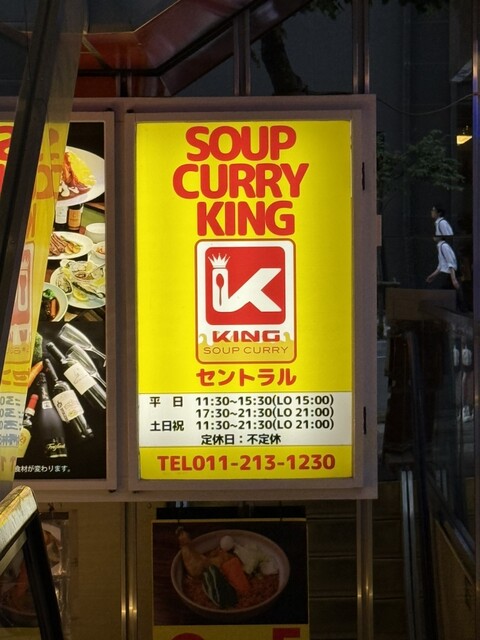 SOUP
CURRY
KING
K
KING
SOUP CURRY
セントラル
平 日 11:30~15:30(LO 15:00)
17:30~21:30(LO 21:00)
土日祝 11:30~21:30(LO 21:00)
定休日：不定休
TEL011-213-1230
食材が変わります。